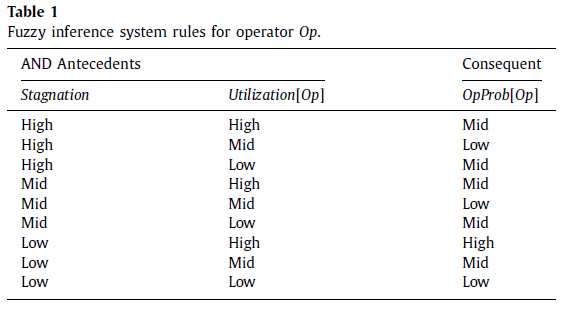 Table 1
Fuzzy inference system rules for operator Op.
AND Antecedents Consequent
Stagnation Utilization[Op] OpProb[Op]
High High Mid
High Mid Low
High Low Mid
Mid High Mid
Mid Mid Low
Mid Low Mid
Low High High
Low Mid Mid
Low Low Low